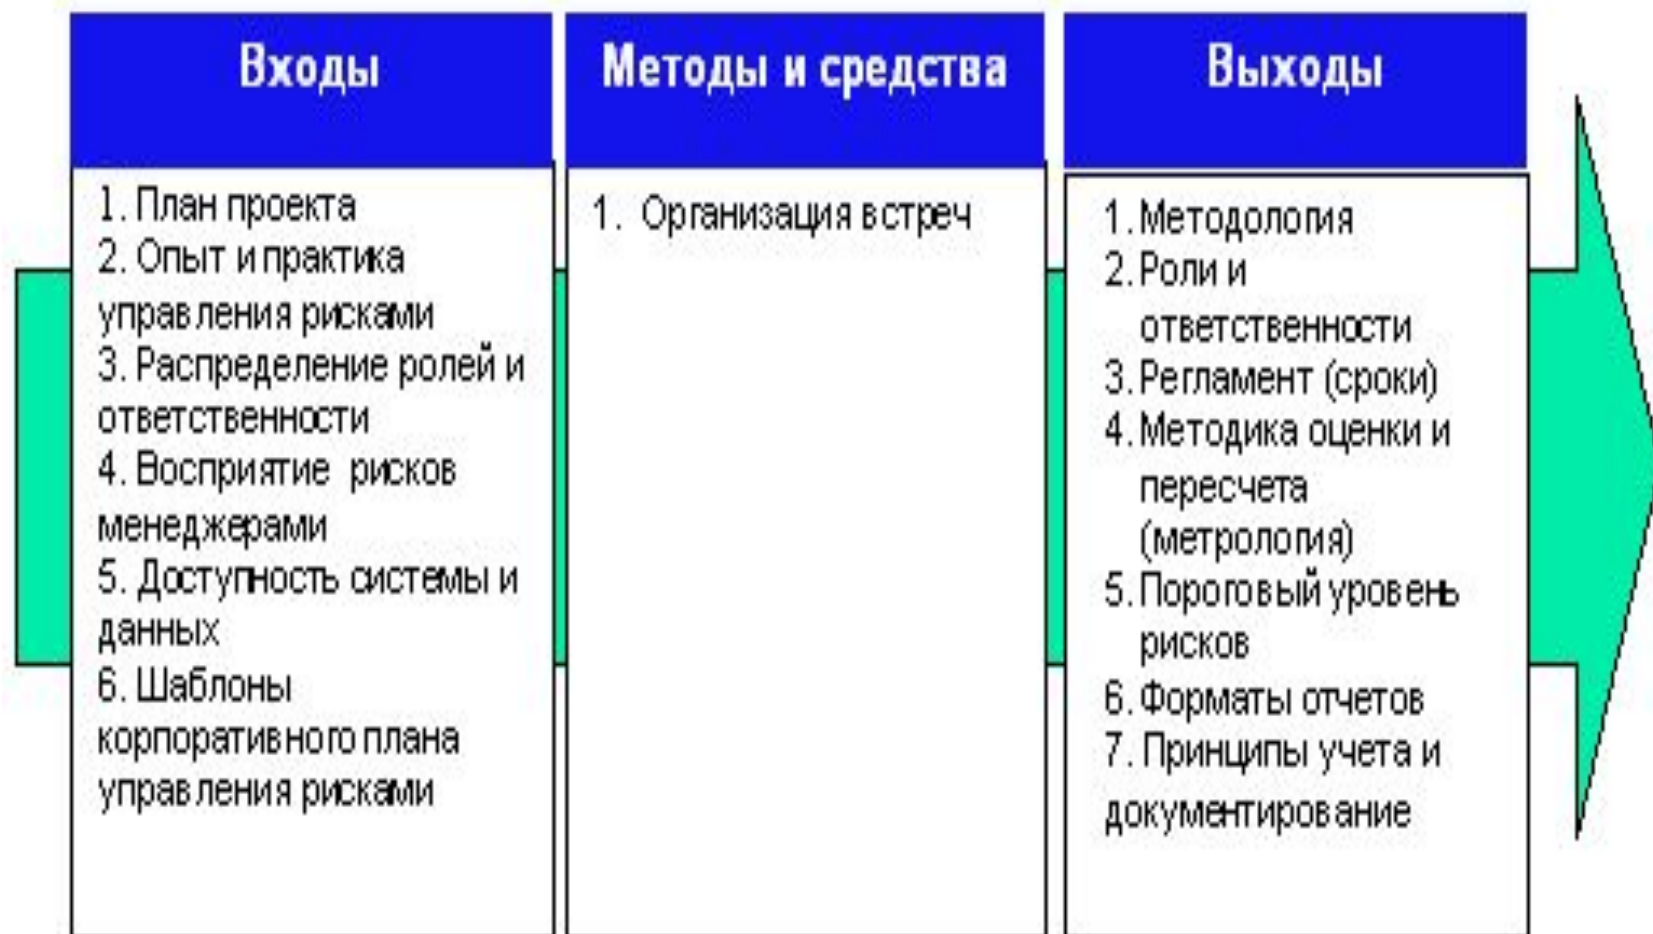 Входы
1. План проекта
2. Опыт и практика
управления рисками
3. Распределение ролей и
ответственности
4. Восприятие рисков
менеджерами
5. Доступность системы и
данных
6. Шаблоны
корпоративного плана
управления рисками
Методы и средства
1. Организация встреч
Выходы
1. Методология
2. Роли и
ответственности
3. Регламент (сроки)
4. Методика оценки и
пересчета
(метрология)
5. Пороговый уровень
рисков
6. Форматы отчетов
7. Принципы учета и
документирование